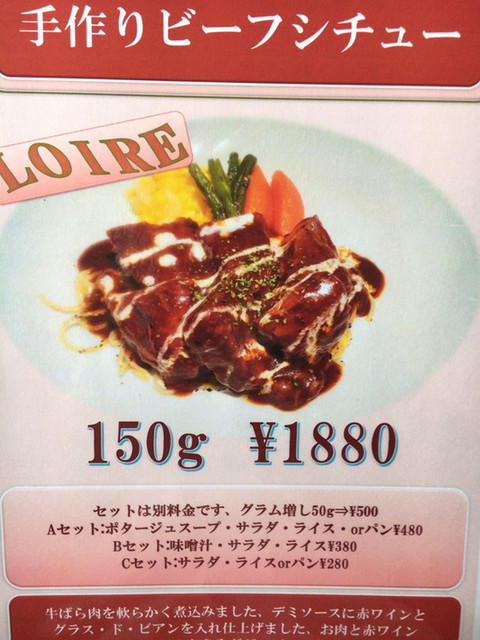 手作りビーフシチュー
LOIRE
150g ¥1880
セットは別料金です、グラム増し50g⇒¥500
Aセット:ポタージュスープ・サラダ・ライス・orパン¥480
Bセット:味噌汁・サラダ・ライス¥380
Cセット:サラダ・ライスorパン¥280
牛ばら肉を軟らかく煮込みました、デミソースに赤ワインと
グラス・ド・ビアンを入れ仕上げました、お肉と赤ワイン